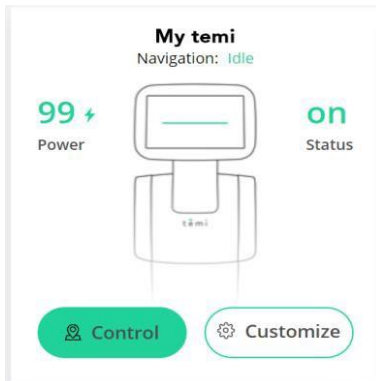 My temi
Navigation: Idle
99
Power
on
Status
temi
Control
Customize